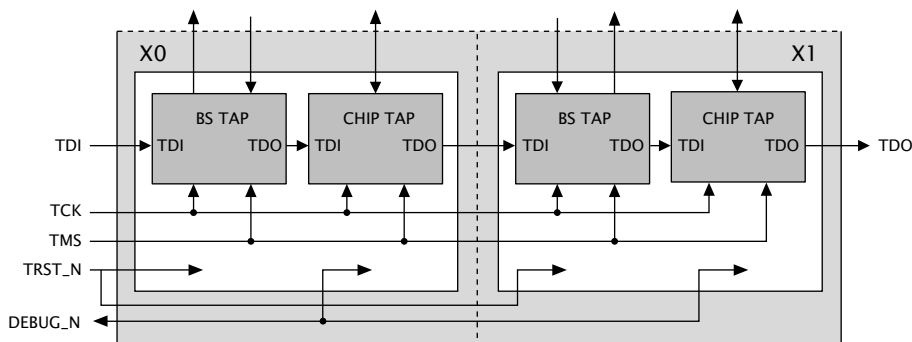 X0 X1
BS TAP CHIP TAP BS TAP CHIP TAP
TDI TDI TDO TDI TDO TDI TDO TDI TDO TDO
TCK
TMS
TRST_N
DEBUG_N